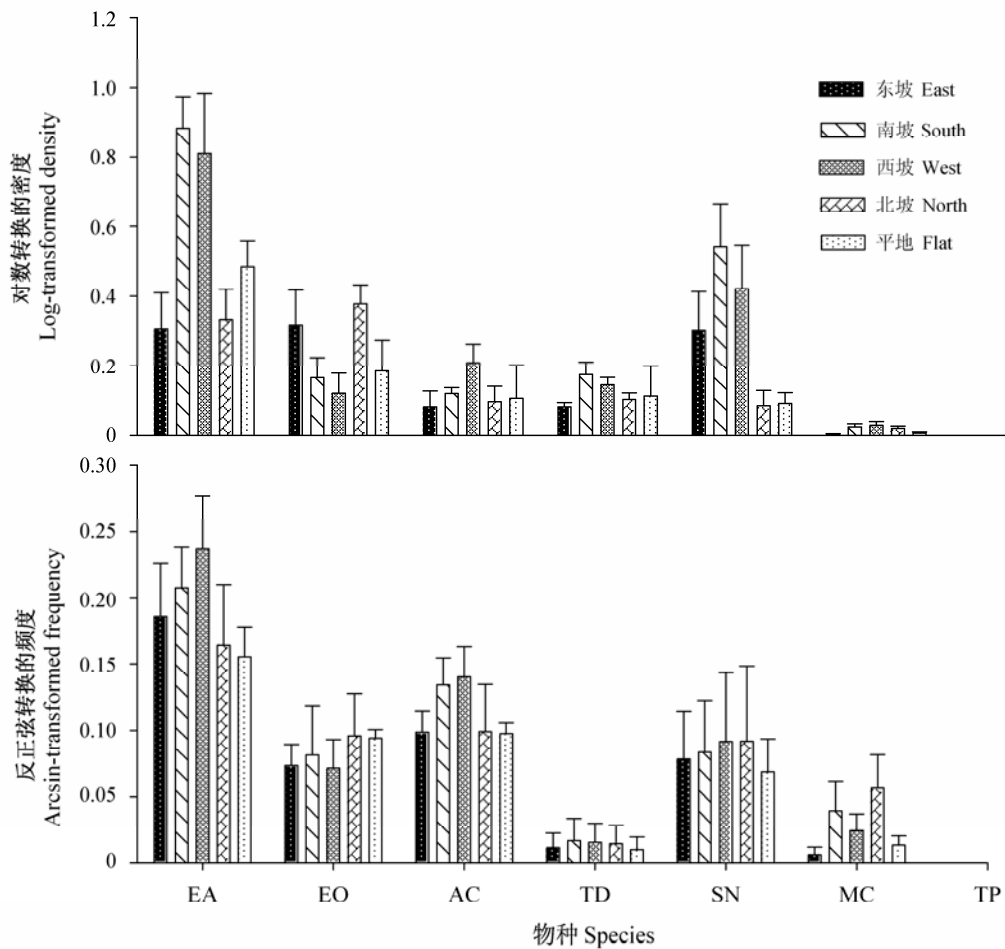 1.2
1.0
0.8
0.6
0.4
0.2
0
对数转换的密度
Log-transformed density
东坡 East
南坡 South
西坡 West
北坡 North
平地 Flat
0.30
0.25
0.20
0.15
0.10
0.05
0
反正弦转换的频度
Arcsin-transformed frequency
EA EO AC TD SN MC TP
物种 Species